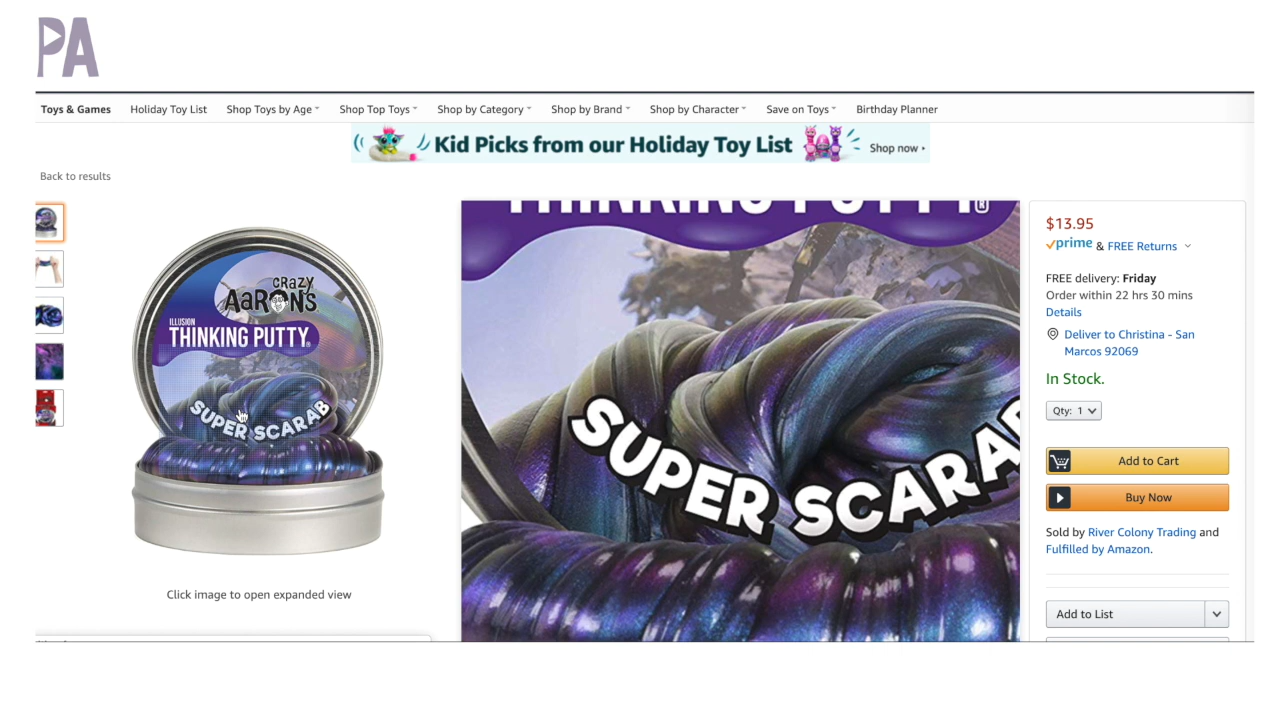 PA
Toys & Games Holiday Toy List Shop Toys by Age Shop Top Toys Shop by Category Shop by Brand Shop by Character Save on Toys Birthday Planner
Kid Picks from our Holiday Toy List Shop now
Back to results
CRAZY
AARON'S
ILLUSION
THINKING PUTTY®
SUPER SCARAB
Click image to open expanded view
THINKING PUTTY®
SUPER SCARA
$13.95
prime & FREE Returns
FREE delivery: Friday
Order within 22 hrs 30 mins
Details
Deliver to Christina - San
Marcos 92069
In Stock.
Qty: 1
Add to Cart
Buy Now
Sold by River Colony Trading and
Fulfilled by Amazon.
Add to List